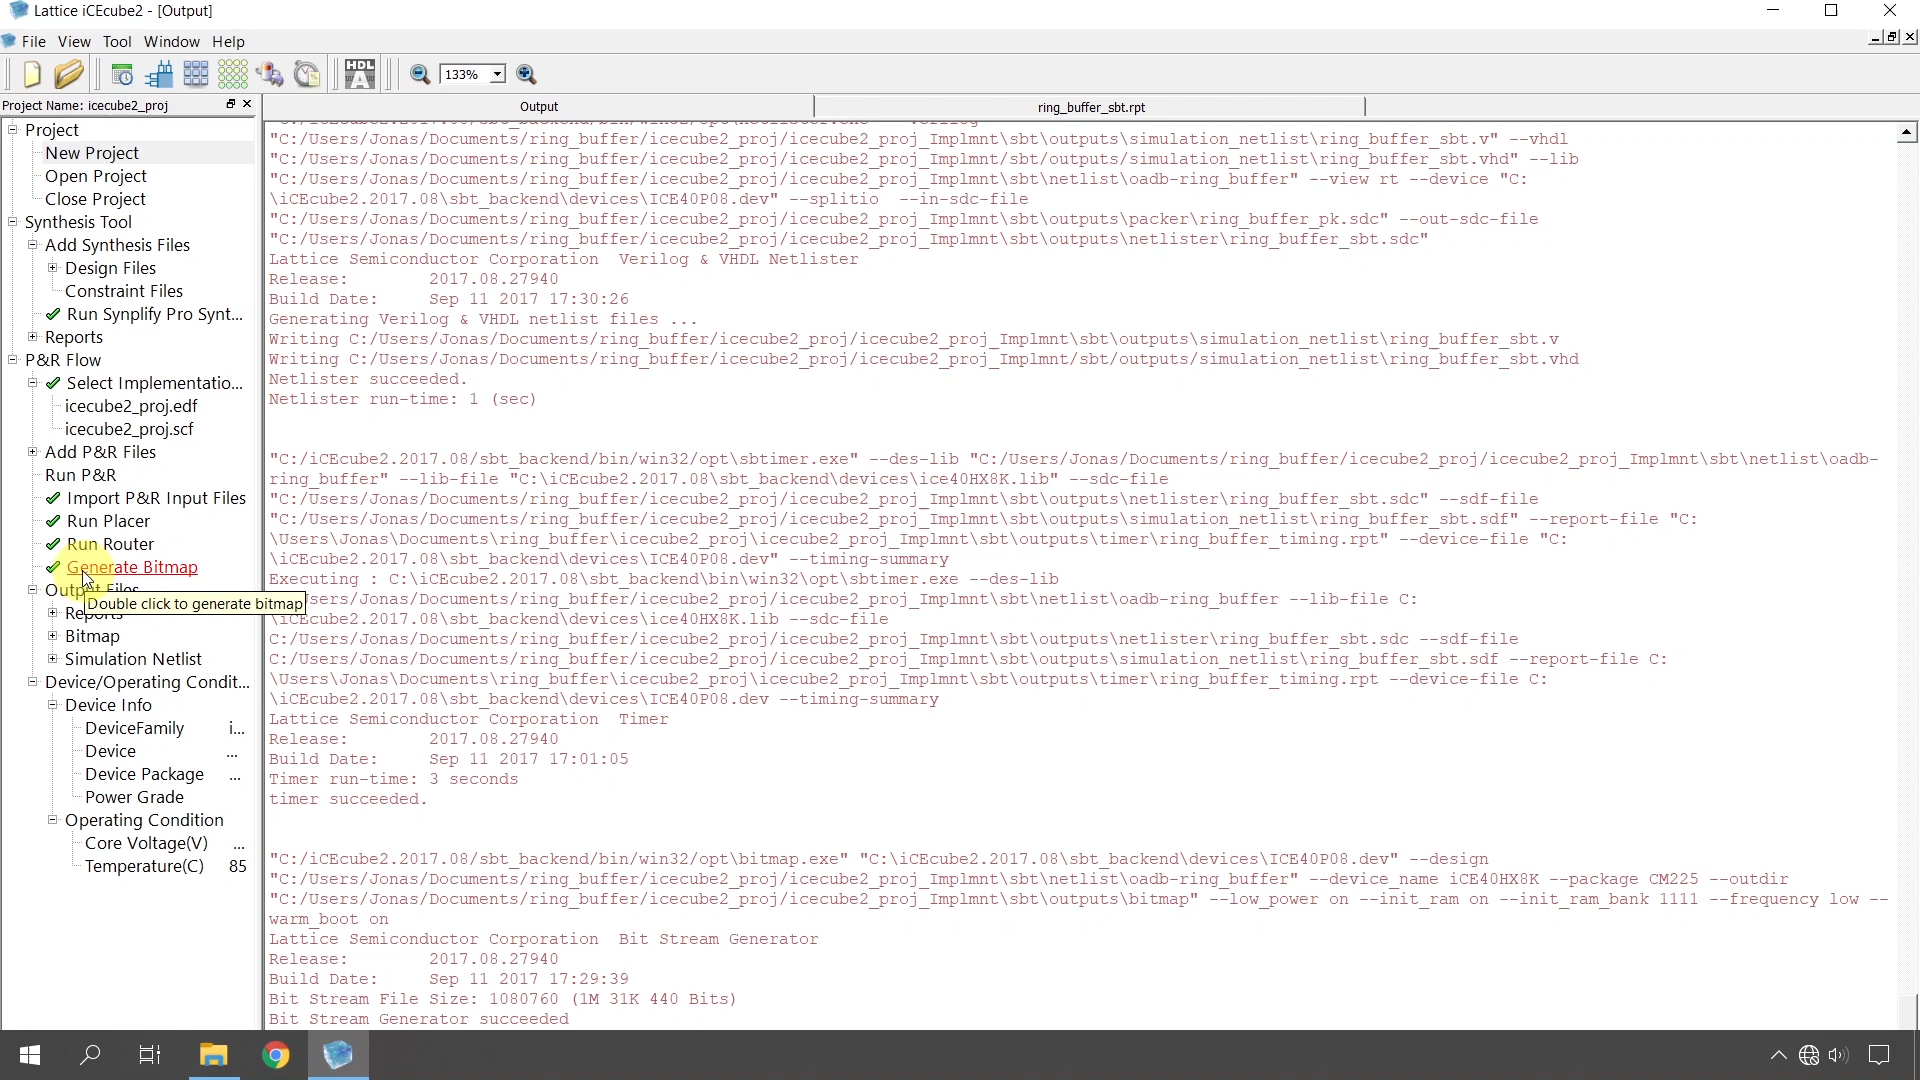 Lattice iCEcube2 - [Output]
File View Tool Window Help
HDL
A
133%
Project Name: icecube2_proj
Output
ring_buffer_sbt.rpt
Project
New Project
Open Project
Close Project
Synthesis Tool
Add Synthesis Files
Design Files
Constraint Files
Run Synplify Pro Synt...
Reports
P&R Flow
Select Implementatio...
icecube2_proj.edf
icecube2_proj.scf
Add P&R Files
Run P&R
Import P&R Input Files
Run Placer
Run Router
Generate Bitmap
Output Files
Double click to generate bitmap
Reports
Bitmap
Simulation Netlist
Device/Operating Condit...
Device Info
DeviceFamily i...
Device ...
Device Package ...
Power Grade
Operating Condition
Core Voltage(V) ...
Temperature(C) 85
"C:/Users/Jonas/Documents/ring_buffer/icecube2_proj/icecube2_proj_Implmnt\sbt\outputs\simulation_netlist\ring_buffer_sbt.v" --vhdl
"C:/Users/Jonas/Documents/ring_buffer/icecube2_proj/icecube2_proj_Implmnt/sbt/outputs/simulation_netlist\ring_buffer_sbt.vhd" --lib
"C:/Users/Jonas/Documents/ring_buffer/icecube2_proj/icecube2_proj_Implmnt\sbt\netlist\oadb-ring_buffer" --view rt --device "C:
\iCEcube2.2017.08\sbt_backend\devices\ICE40P08.dev" --splitio --in-sdc-file
"C:/Users/Jonas/Documents/ring_buffer/icecube2_proj/icecube2_proj_Implmnt\sbt\outputs\packer\ring_buffer_pk.sdc" --out-sdc-file
"C:/Users/Jonas/Documents/ring_buffer/icecube2_proj/icecube2_proj_Implmnt\sbt\outputs\netlister\ring_buffer_sbt.sdc"
Lattice Semiconductor Corporation Verilog & VHDL Netlister
Release: 2017.08.27940
Build Date: Sep 11 2017 17:30:26
Generating Verilog & VHDL netlist files ...
Writing C:/Users/Jonas/Documents/ring_buffer/icecube2_proj/icecube2_proj_Implmnt\sbt\outputs\simulation_netlist\ring_buffer_sbt.v
Writing C:/Users/Jonas/Documents/ring_buffer/icecube2_proj/icecube2_proj_Implmnt/sbt/outputs/simulation_netlist\ring_buffer_sbt.vhd
Netlister succeeded.
Netlister run-time: 1 (sec)
"C:/iCEcube2.2017.08/sbt_backend/bin/win32/opt\sbtimer.exe" --des-lib "C:/Users/Jonas/Documents/ring_buffer/icecube2_proj/icecube2_proj_Implmnt\sbt\netlist\oadb-
ring_buffer" --lib-file "C:\iCEcube2.2017.08\sbt_backend\devices\ice40HX8K.lib" --sdc-file
"C:/Users/Jonas/Documents/ring_buffer/icecube2_proj/icecube2_proj_Implmnt\sbt\outputs\netlister\ring_buffer_sbt.sdc" --sdf-file
"C:/Users/Jonas/Documents/ring_buffer/icecube2_proj/icecube2_proj_Implmnt\sbt\outputs\simulation_netlist\ring_buffer_sbt.sdf" --report-file "C:
\Users\Jonas\Documents\ring_buffer\icecube2_proj\icecube2_proj_Implmnt\sbt\outputs\timer\ring_buffer_timing.rpt" --device-file "C:
\iCEcube2.2017.08\sbt_backend\devices\ICE40P08.dev" --timing-summary
Executing : C:\iCEcube2.2017.08\sbt_backend\bin\win32\opt\sbtimer.exe --des-lib
sers/Jonas/Documents/ring_buffer/icecube2_proj/icecube2_proj_Implmnt\sbt\netlist\oadb-ring_buffer --lib-file C:
\iCEcube2.2017.08\sbt_backend\devices\ice40HX8K.lib --sdc-file
C:/Users/Jonas/Documents/ring_buffer/icecube2_proj/icecube2_proj_Implmnt\sbt\outputs\netlister\ring_buffer_sbt.sdc --sdf-file
C:/Users/Jonas/Documents/ring_buffer/icecube2_proj/icecube2_proj_Implmnt\sbt\outputs\simulation_netlist\ring_buffer_sbt.sdf --report-file C:
\Users\Jonas\Documents\ring_buffer\icecube2_proj\icecube2_proj_Implmnt\sbt\outputs\timer\ring_buffer_timing.rpt --device-file C:
\iCEcube2.2017.08\sbt_backend\devices\ICE40P08.dev --timing-summary
Lattice Semiconductor Corporation Timer
Release: 2017.08.27940
Build Date: Sep 11 2017 17:01:05
Timer run-time: 3 seconds
timer succeeded.
"C:/iCEcube2.2017.08/sbt_backend/bin/win32/opt\bitmap.exe" "C:\iCEcube2.2017.08\sbt_backend\devices\ICE40P08.dev" --design
"C:/Users/Jonas/Documents/ring_buffer/icecube2_proj/icecube2_proj_Implmnt\sbt\netlist\oadb-ring_buffer" --device_name iCE40HX8K --package CM225 --outdir
"C:/Users/Jonas/Documents/ring_buffer/icecube2_proj/icecube2_proj_Implmnt\sbt\outputs\bitmap" --low_power on --init_ram on --init_ram_bank 1111 --frequency low --
warm_boot on
Lattice Semiconductor Corporation Bit Stream Generator
Release: 2017.08.27940
Build Date: Sep 11 2017 17:29:39
Bit Stream File Size: 1080760 (1M 31K 440 Bits)
Bit Stream Generator succeeded